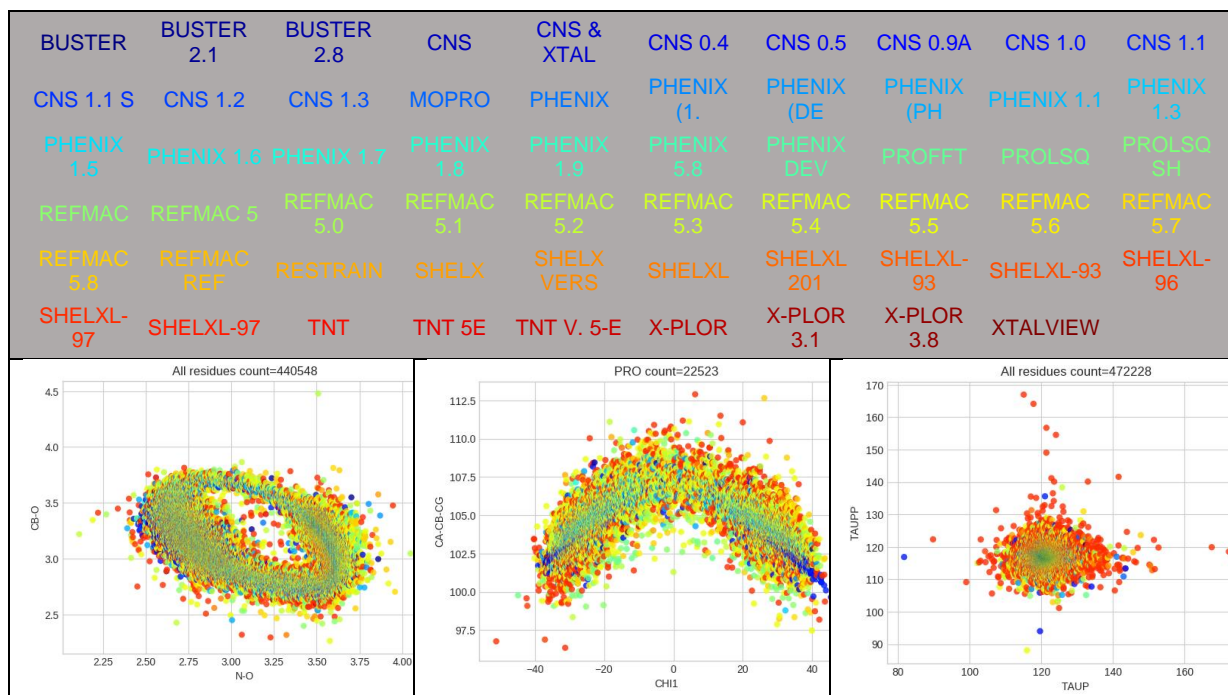 BUSTER BUSTER 2.1 BUSTER 2.8 CNS CNS & XTAL CNS 0.4 CNS 0.5 CNS 0.9A CNS 1.0 CNS 1.1
CNS 1.1 S CNS 1.2 CNS 1.3 MOPRO PHENIX PHENIX (1. PHENIX (DE PHENIX (PH PHENIX 1.1 PHENIX 1.3
PHENIX 1.5 PHENIX 1.6 PHENIX 1.7 PHENIX 1.8 PHENIX 1.9 PHENIX 5.8 PHENIX DEV PROFFT PROLSQ PROLSQ SH
REFMAC REFMAC 5 REFMAC 5.0 REFMAC 5.1 REFMAC 5.2 REFMAC 5.3 REFMAC 5.4 REFMAC 5.5 REFMAC 5.6 REFMAC 5.7
REFMAC 5.8 REFMAC REF RESTRAIN SHELX SHELX VERS SHELXL SHELXL 201 SHELXL-93 SHELXL-93 SHELXL-96
SHELXL-97 SHELXL-97 TNT TNT 5E TNT V. 5-E X-PLOR X-PLOR 3.1 X-PLOR 3.8 XTALVIEW
All residues count=440548
4.5
4.0
3.5
3.0
2.5
CB-O
2.25 2.50 2.75 3.00 3.25 3.50 3.75 4.00
N-O
PRO count=22523
112.5
110.0
107.5
105.0
102.5
100.0
97.5
CA-CB-CG
−40 −20 0 20 40
CHI1
All residues count=472228
170
160
150
140
130
120
110
100
90
TAUPP
80 100 120 140 160
TAUP